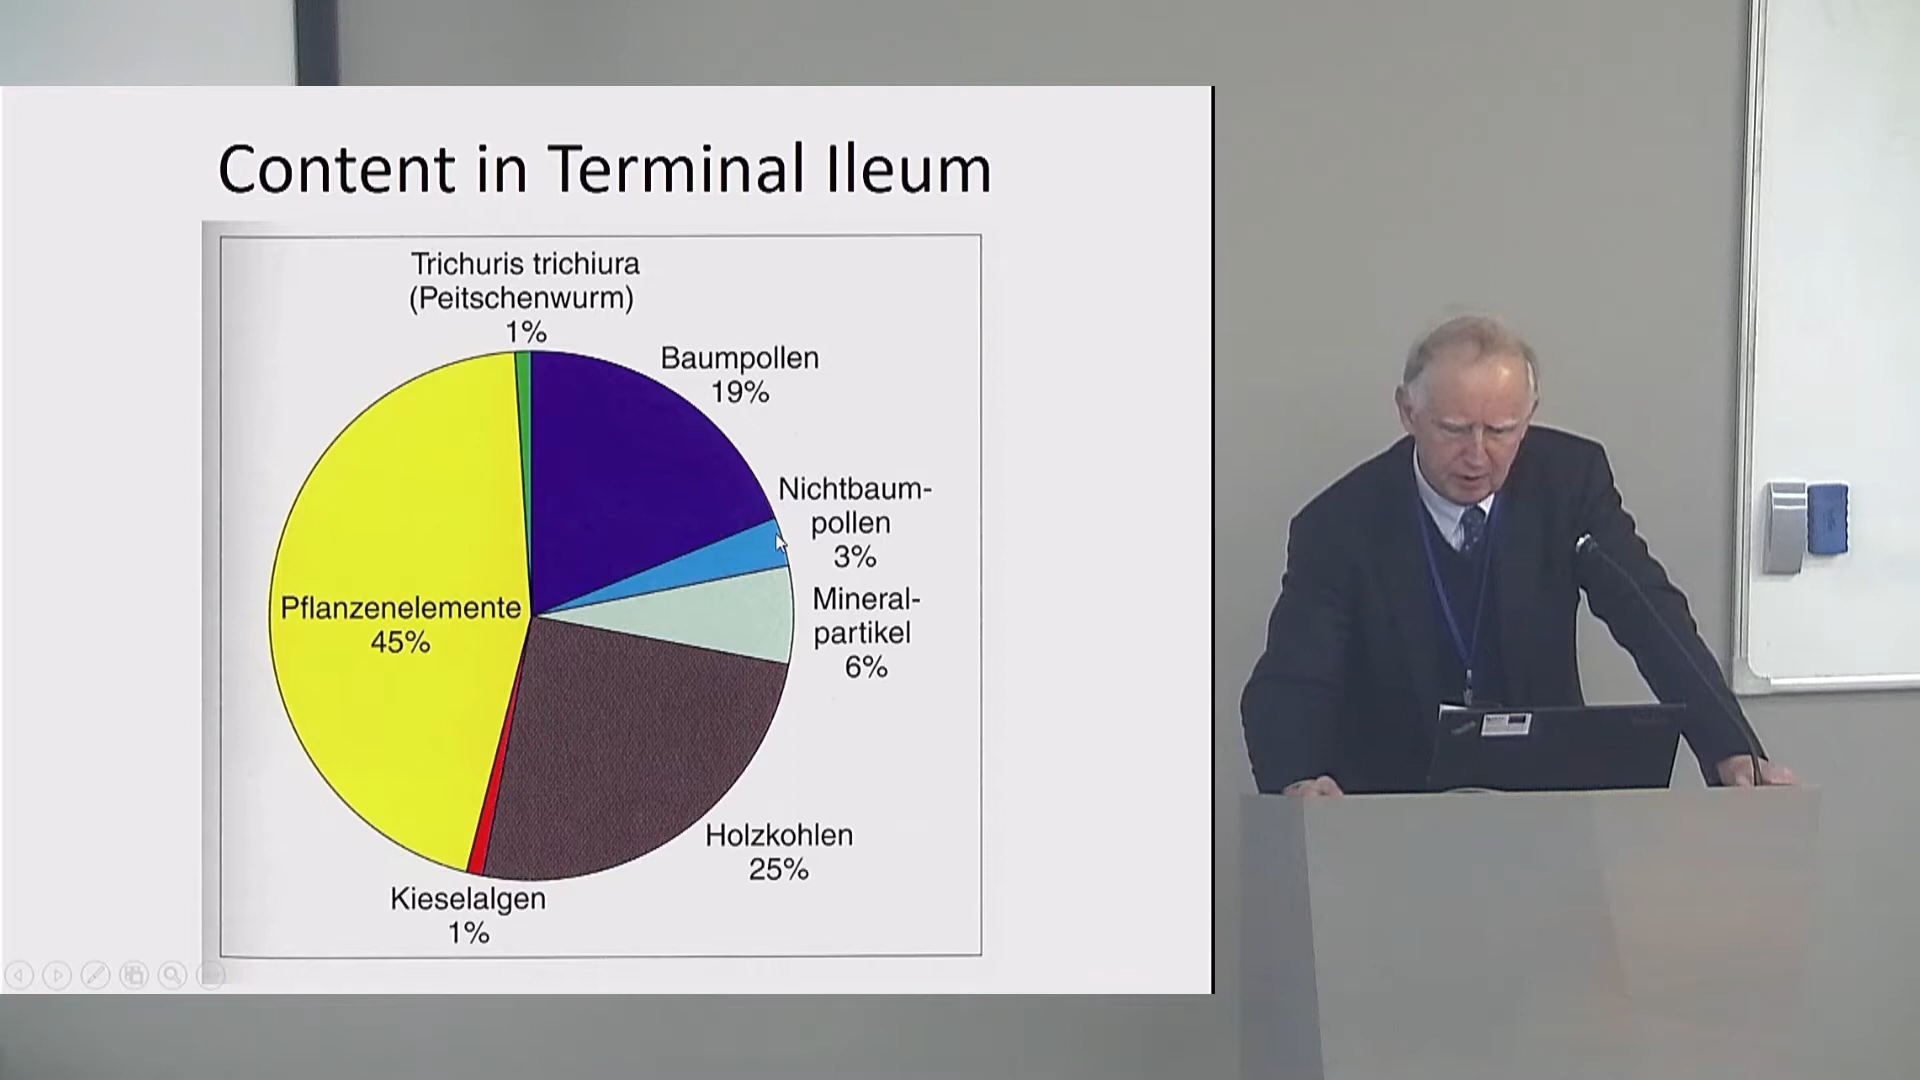 Content in Terminal Ileum
Trichuris trichiura
(Peitschenwurm)
1%
Baumpollen
19%
Nichtbaum-
pollen
3%
Mineral-
partikel
6%
Pflanzenelemente
45%
Holzkohlen
25%
Kieselalgen
1%